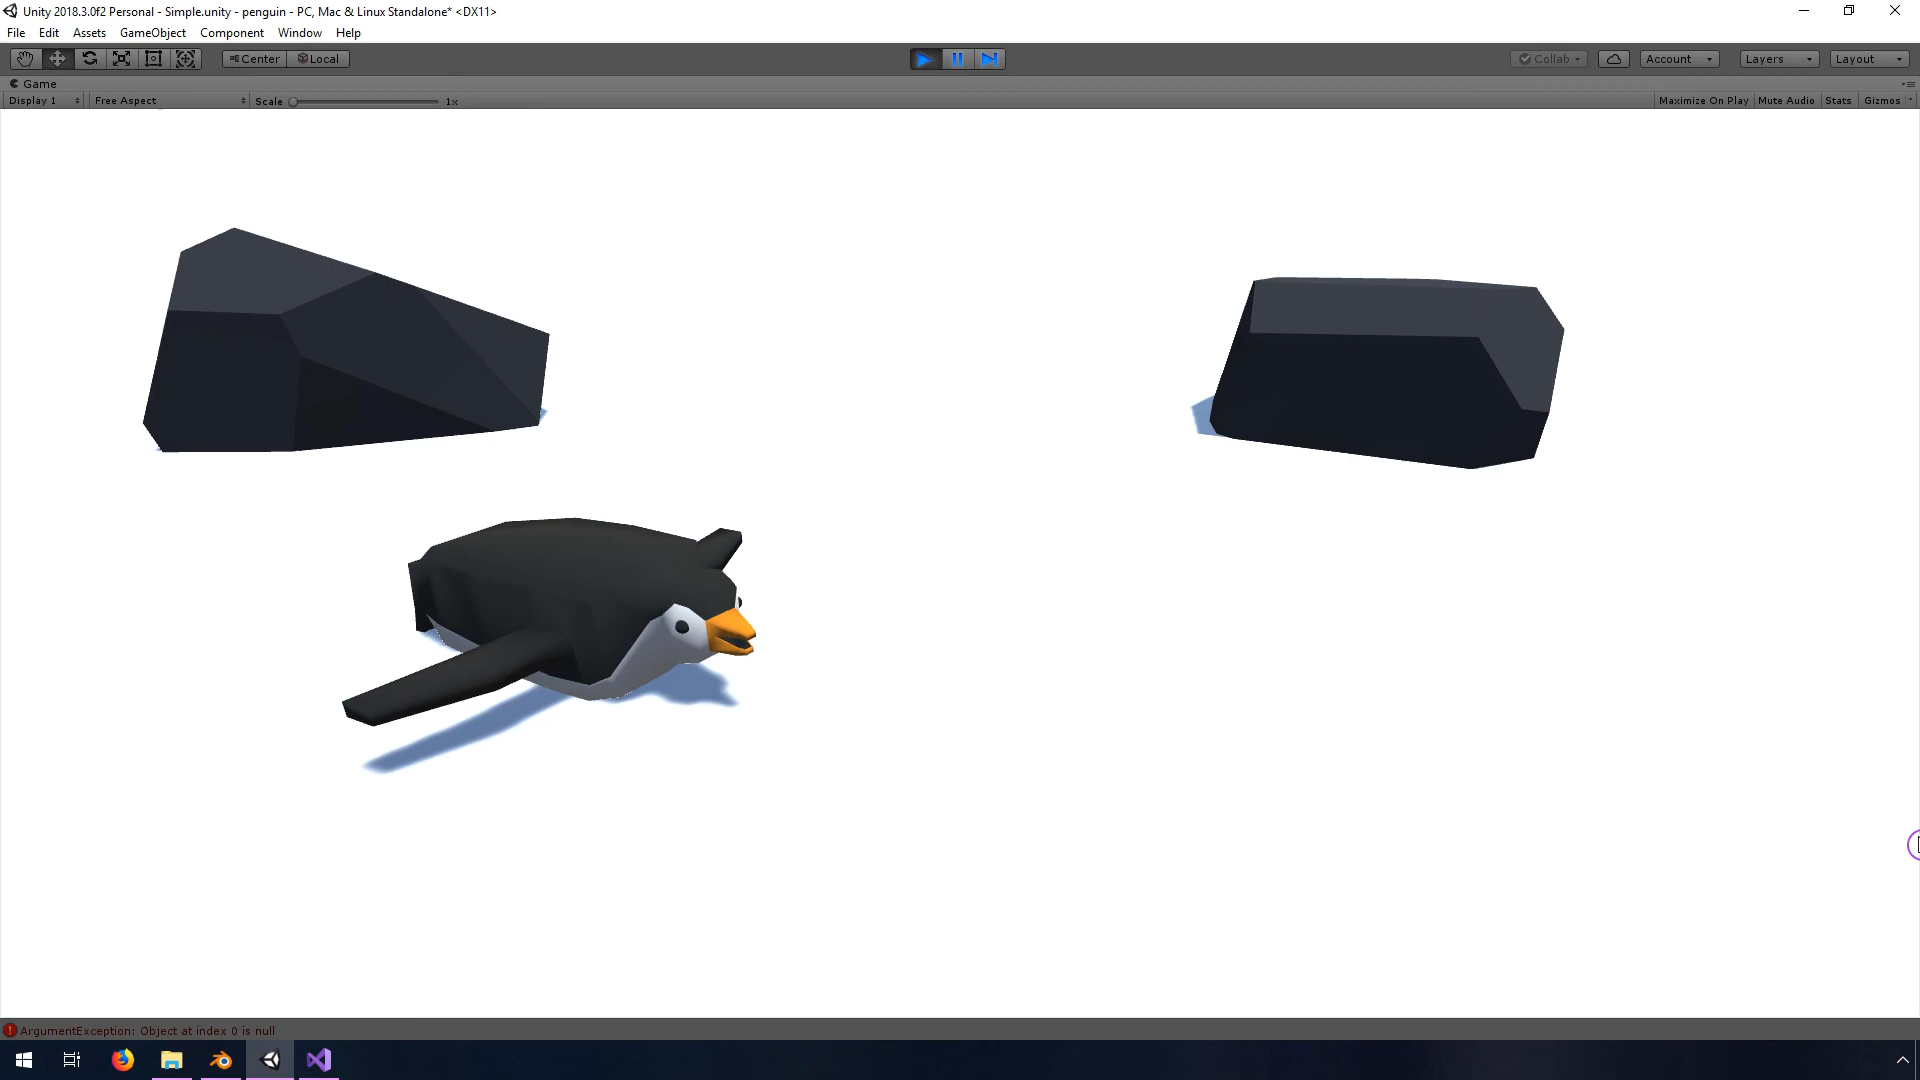 Unity 2018.3.0f2 Personal - Simple.unity - penguin - PC, Mac & Linux Standalone* <DX11>
File Edit Assets GameObject Component Window Help
Center Local Collab Account Layers Layout
Game
Display 1 Free Aspect Scale 1x Maximize On Play Mute Audio Stats Gizmos
ArgumentException: Object at index 0 is null